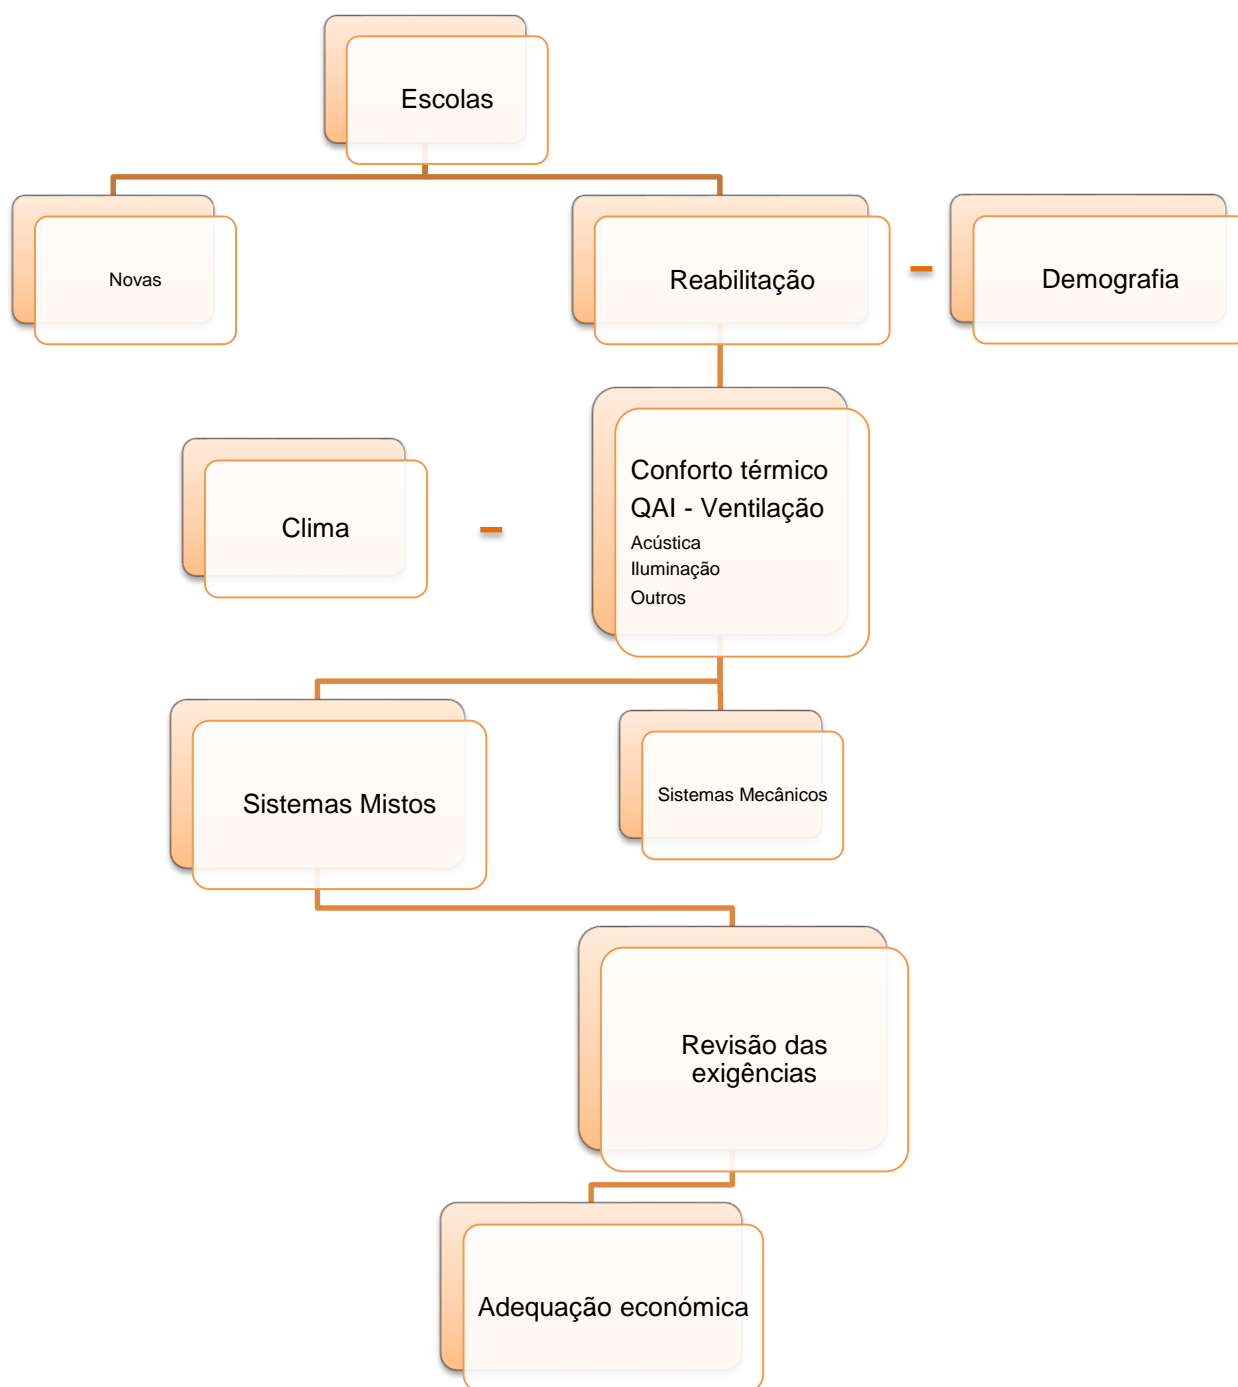 Escolas
Novas
Reabilitação
Demografia
Clima
Conforto térmico
QAI - Ventilação
Acústica
Iluminação
Outros
Sistemas Mistos
Sistemas Mecânicos
Revisão das
exigências
Adequação económica